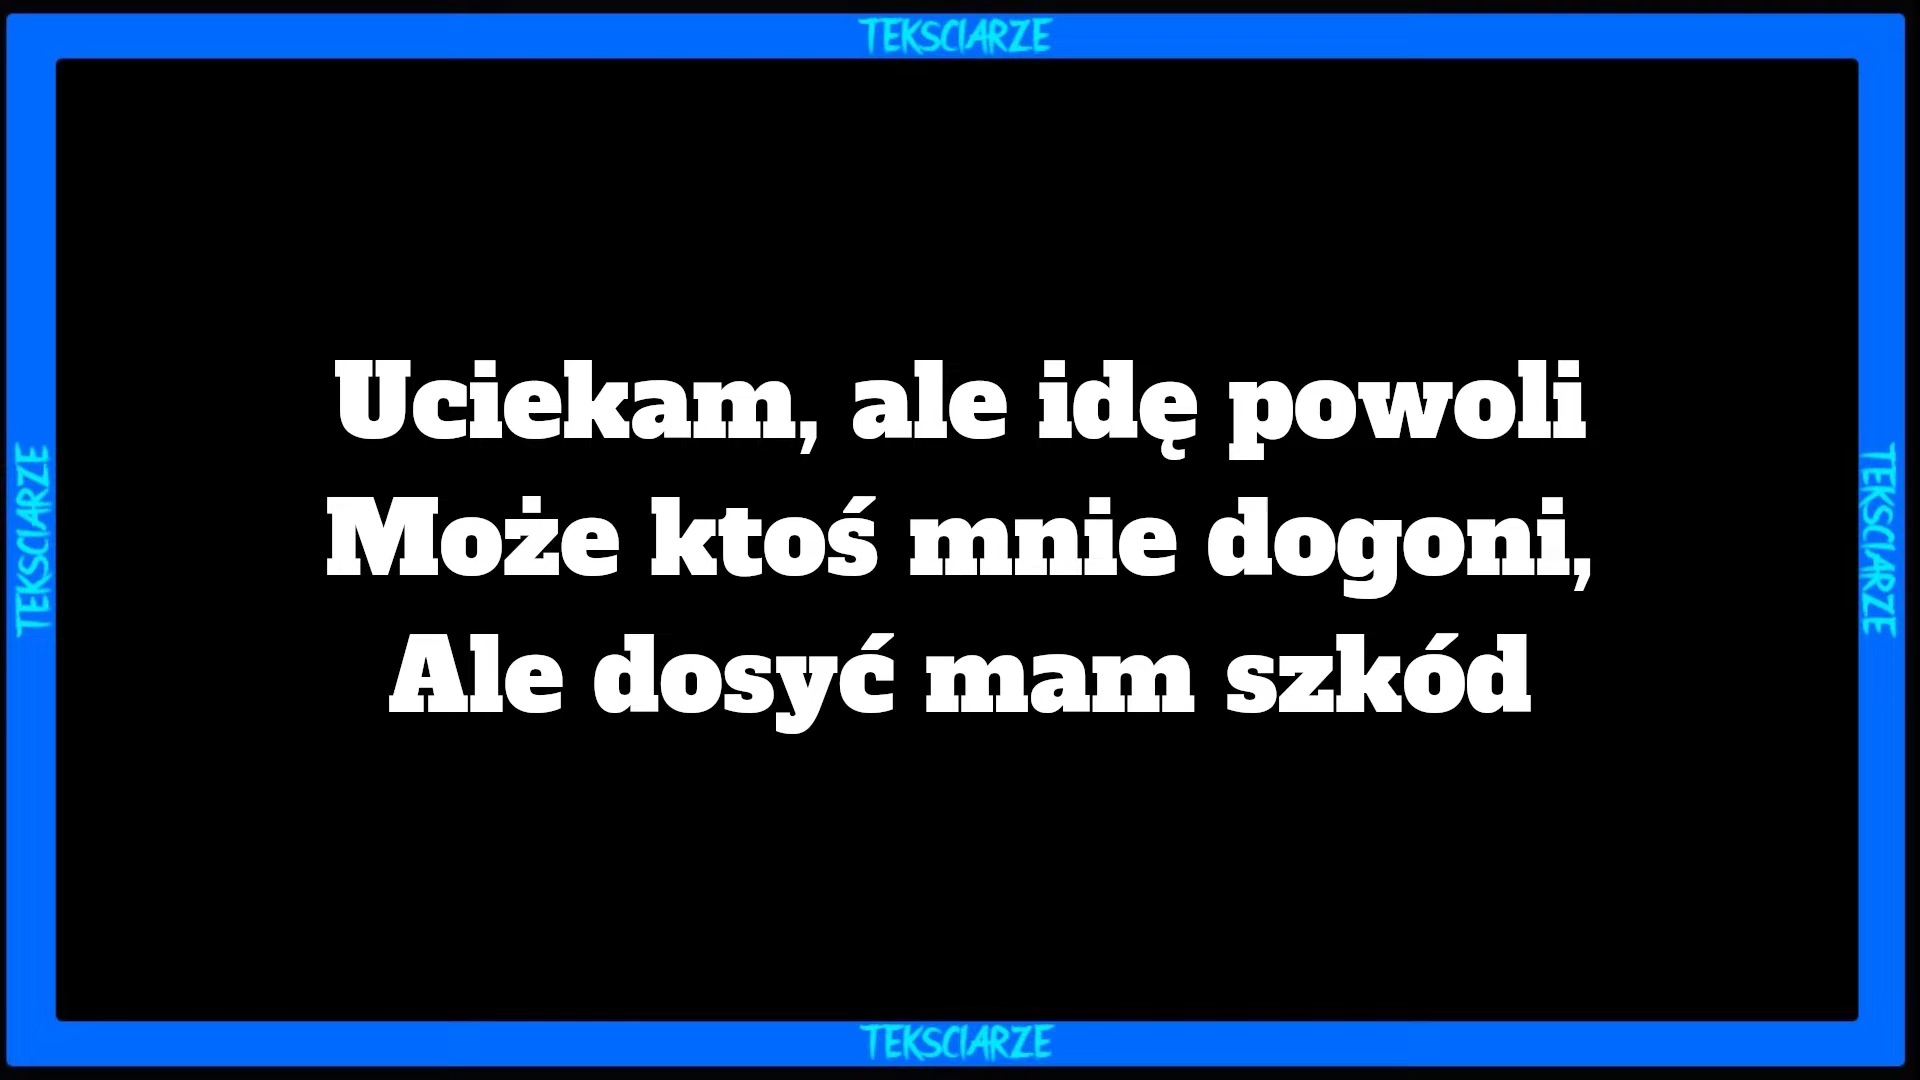 TEKSCIARZE
Uciekam, ale idę powoli
Może ktoś mnie dogoni,
Ale dosyć mam szkód
TEKSCIARZE
TEKSCIARZE
TEKSCIARZE